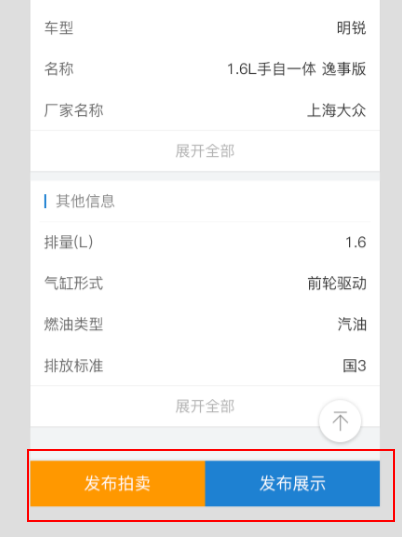 车型 明锐
名称 1.6L手自一体 逸事版
厂家名称 上海大众
展开全部
其他信息
排量(L) 1.6
气缸形式 前轮驱动
燃油类型 汽油
排放标准 国3
展开全部
发布拍卖 发布展示